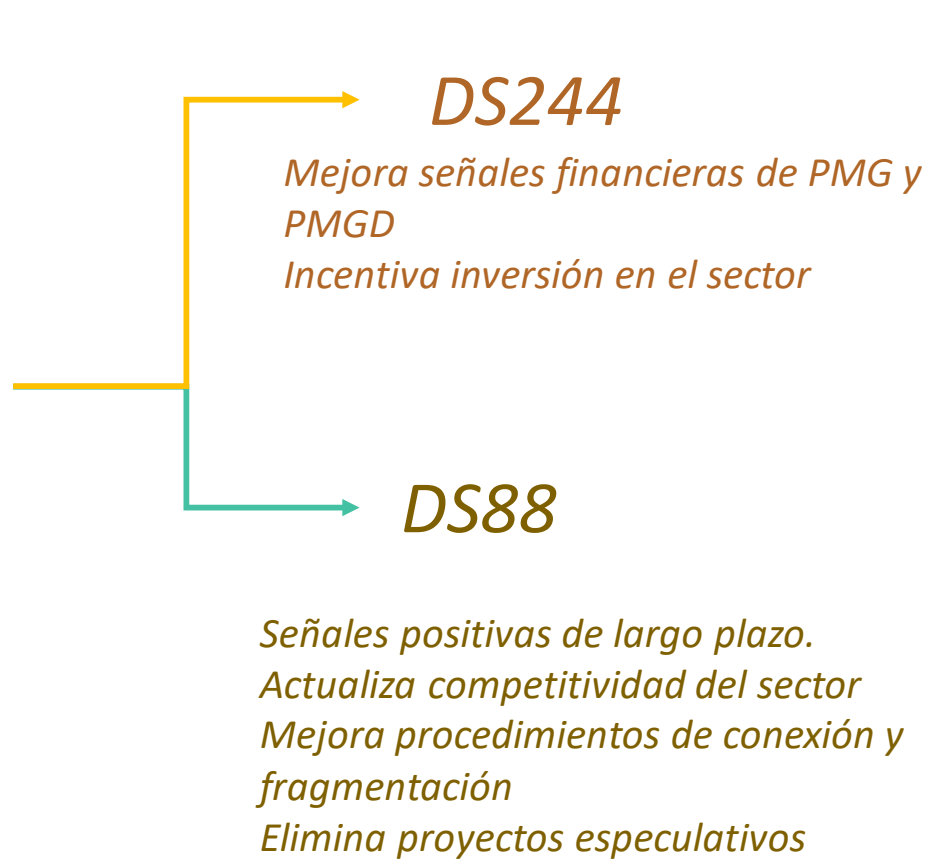 DS244
Mejora señales financieras de PMG y
PMGD
Incentiva inversión en el sector
DS88
Señales positivas de largo plazo.
Actualiza competitividad del sector
Mejora procedimientos de conexión y
fragmentación
Elimina proyectos especulativos